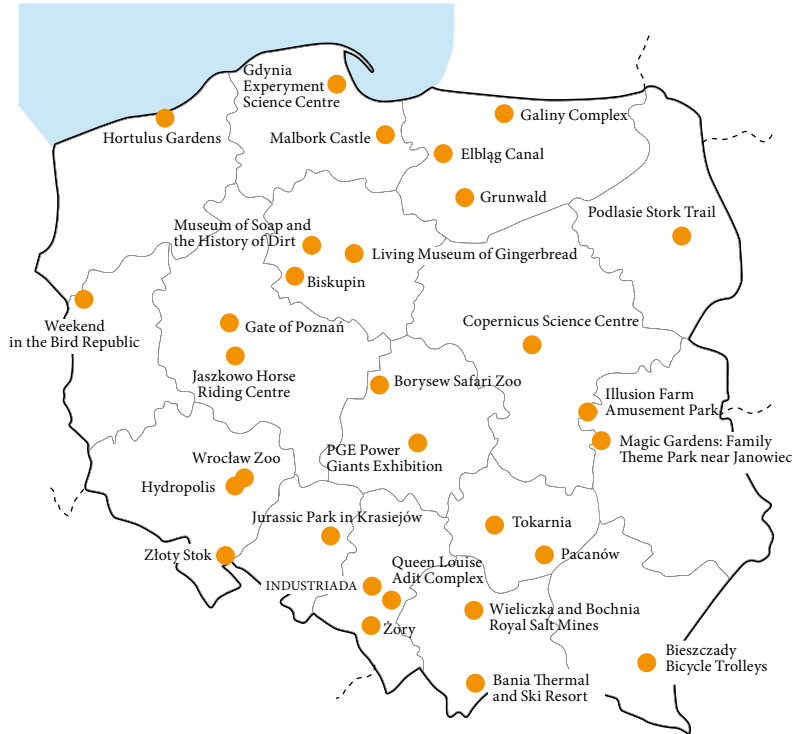 Gdynia
Experyment
Science Centre
Hortulus Gardens
Malbork Castle
Galiny Complex
Elbląg Canal
Grunwald
Podlasie Stork Trail
Museum of Soap and
the History of Dirt
Living Museum of Gingerbread
Biskupin
Weekend
in the Bird Republic
Gate of Poznań
Copernicus Science Centre
Jaszkowo Horse
Riding Centre
Borysew Safari Zoo
Illusion Farm
Amusement Park
Magic Gardens: Family
Theme Park near Janowiec
PGE Power
Giants Exhibition
Wrocław Zoo
Hydropolis
Jurassic Park in Krasiejów
Tokarnia
Złoty Stok
Pacanów
Queen Louise
Adit Complex
INDUSTRIADA
Wieliczka and Bochnia
Royal Salt Mines
Żory
Bieszczady
Bicycle Trolleys
Bania Thermal
and Ski Resort